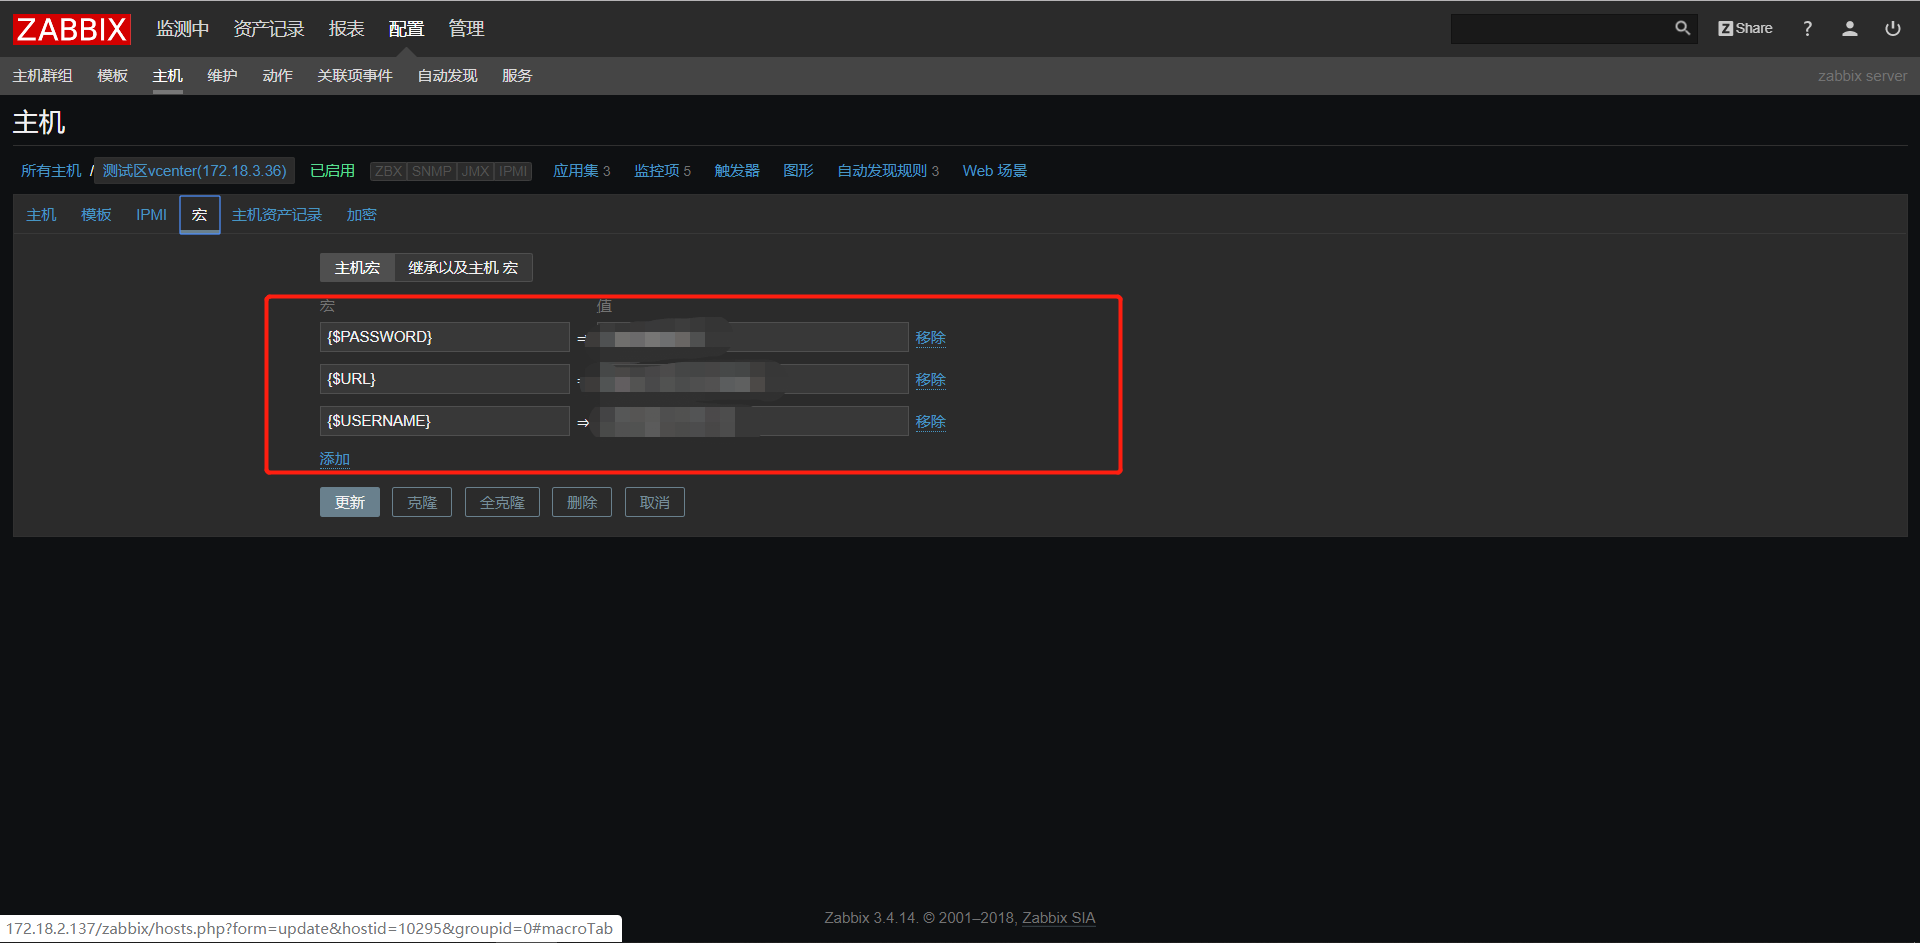 ZABBIX 监测中 资产记录 报表 配置 管理 Z Share ?
主机群组 模板 主机 维护 动作 关联项事件 自动发现 服务 zabbix server
主机
所有主机 / 测试区vcenter(172.18.3.36) 已启用 ZBX SNMP JMX IPMI 应用集 3 监控项 5 触发器 图形 自动发现规则 3 Web 场景
主机 模板 IPMI 宏 主机资产记录 加密
主机宏 继承以及主机 宏
宏 值
{$PASSWORD} ⇒ 移除
{$URL} 移除
{$USERNAME} ⇒ 移除
添加
更新 克隆 全克隆 删除 取消
Zabbix 3.4.14. © 2001–2018, Zabbix SIA
172.18.2.137/zabbix/hosts.php?form=update&hostid=10295&groupid=0#macroTab